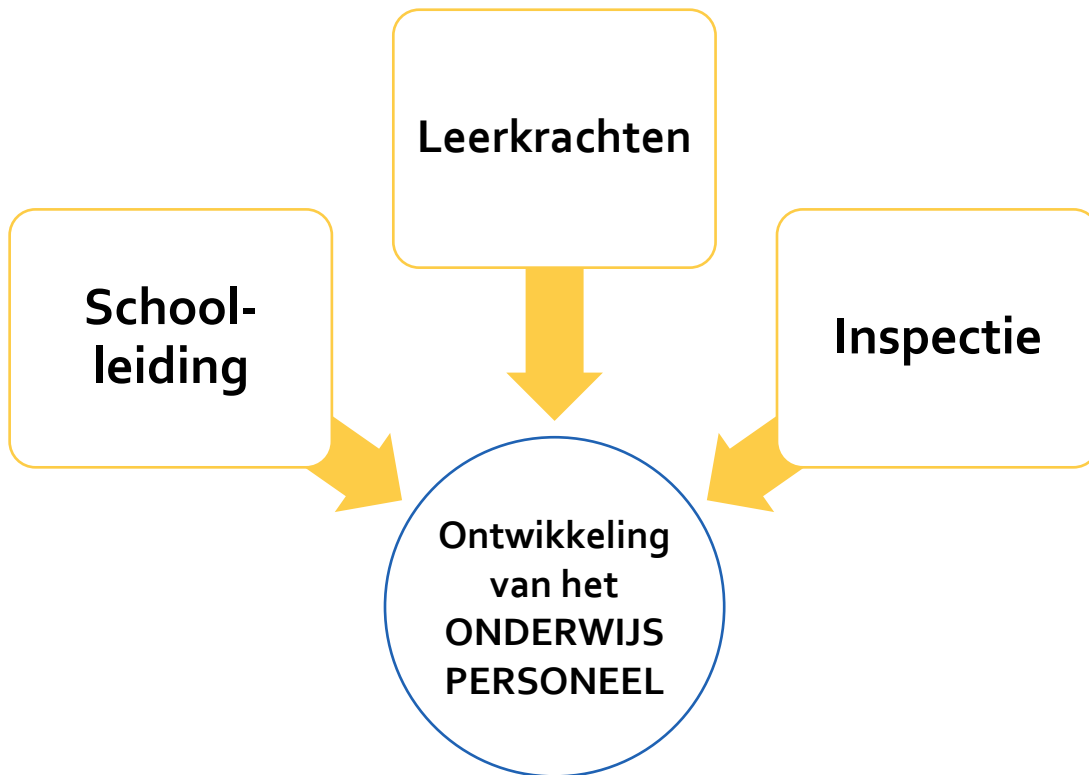 Leerkrachten
School-
leiding
Inspectie
Ontwikkeling
van het
ONDERWIJS
PERSONEEL